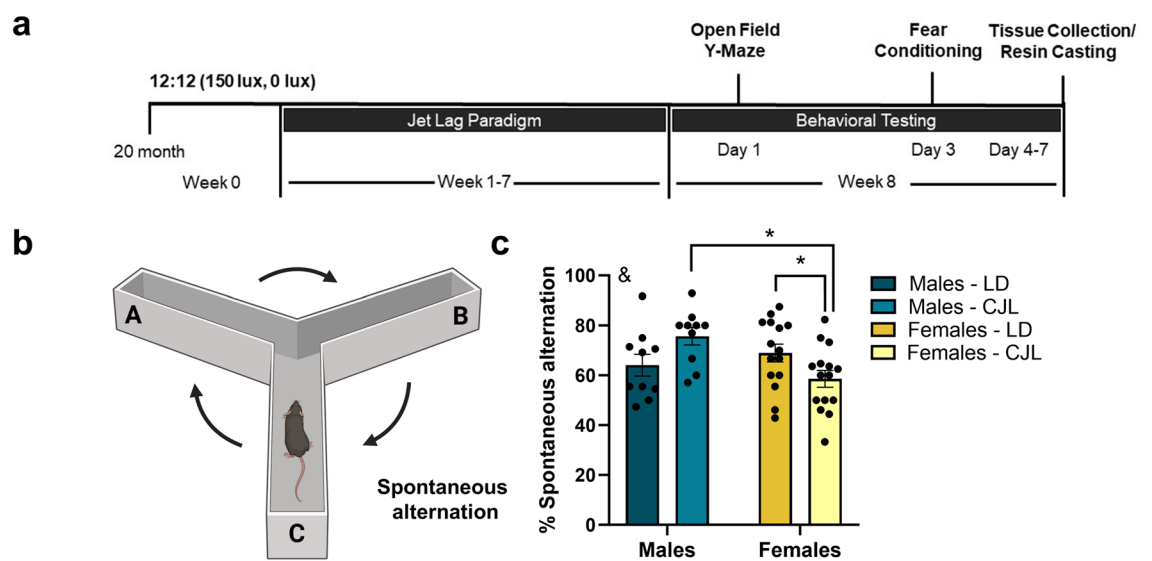 a
Open Field
Y-Maze
Fear
Conditioning
Tissue Collection/
Resin Casting
12:12 (150 lux, 0 lux)
Jet Lag Paradigm
Behavioral Testing
20 month
Day 1
Day 3
Day 4-7
Week 0
Week 1-7
Week 8
b
A
B
C
Spontaneous
alternation
c
% Spontaneous alternation
100
80
60
40
20
0
&
*
*
Males
Females
Males - LD
Males - CJL
Females - LD
Females - CJL